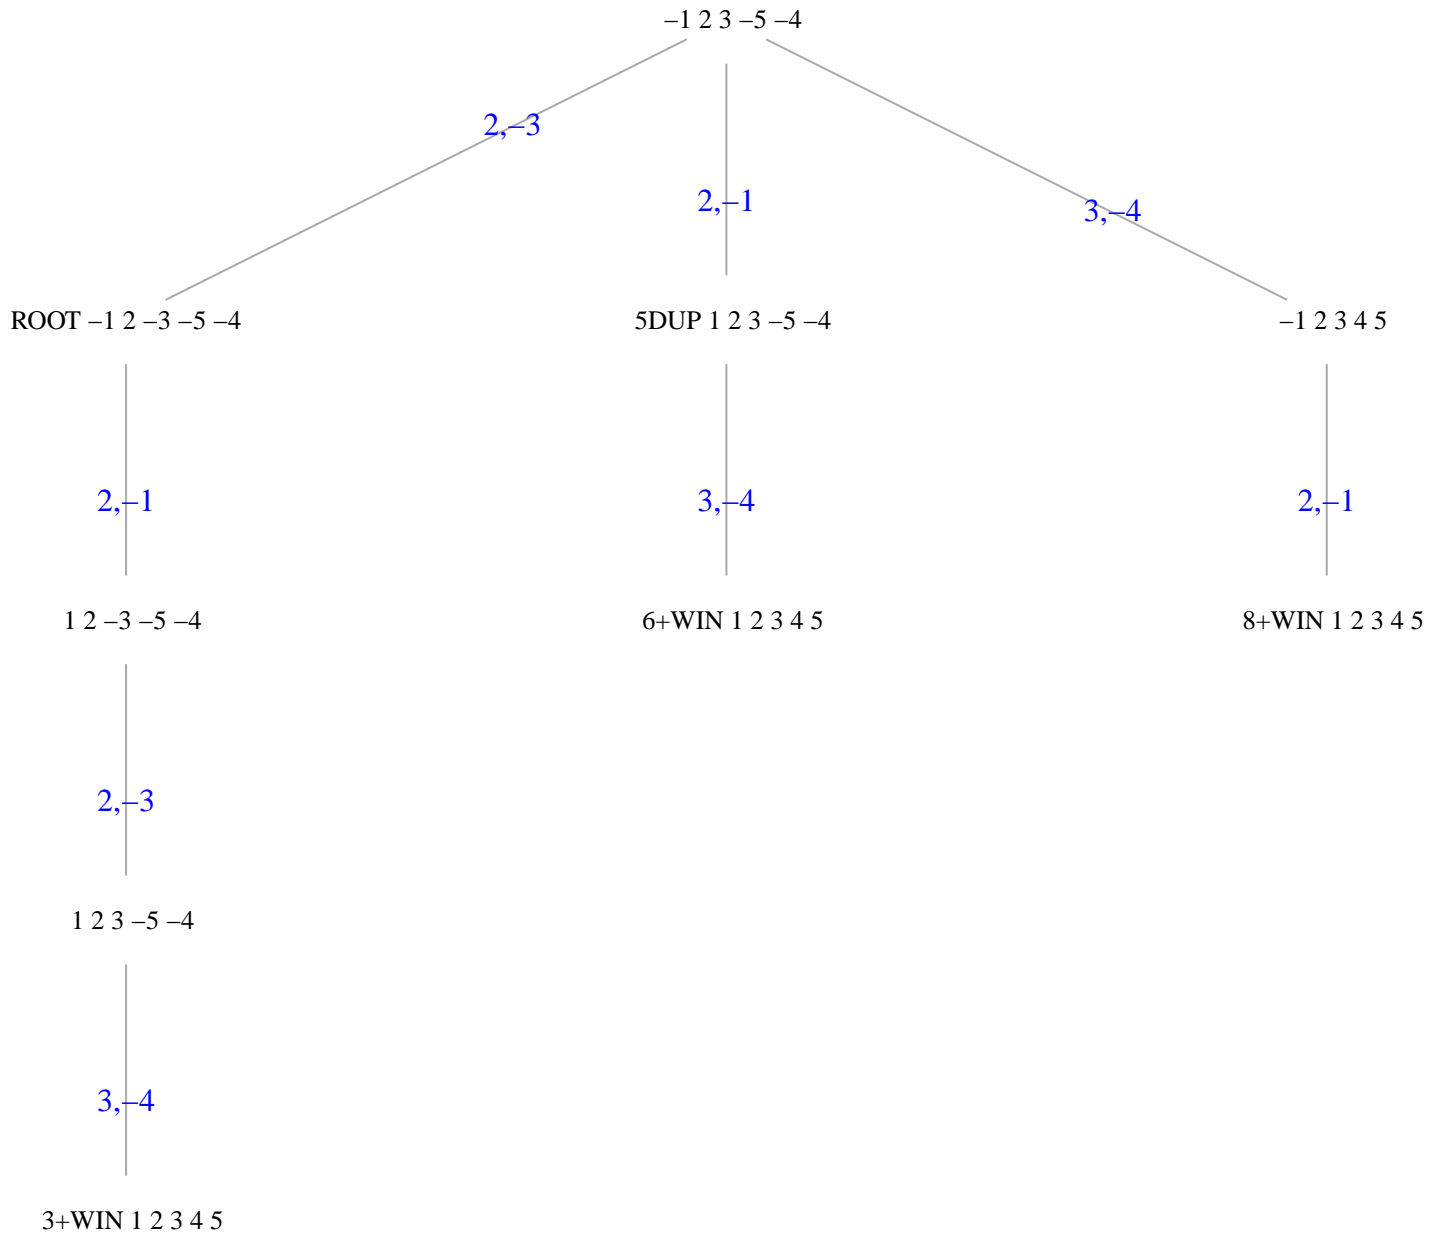 –1 2 3 –5 –4
2,–3
2,–1
3,–4
ROOT –1 2 –3 –5 –4
5DUP 1 2 3 –5 –4
–1 2 3 4 5
2,–1
3,–4
2,–1
1 2 –3 –5 –4
6+WIN 1 2 3 4 5
8+WIN 1 2 3 4 5
2,–3
1 2 3 –5 –4
3,–4
3+WIN 1 2 3 4 5